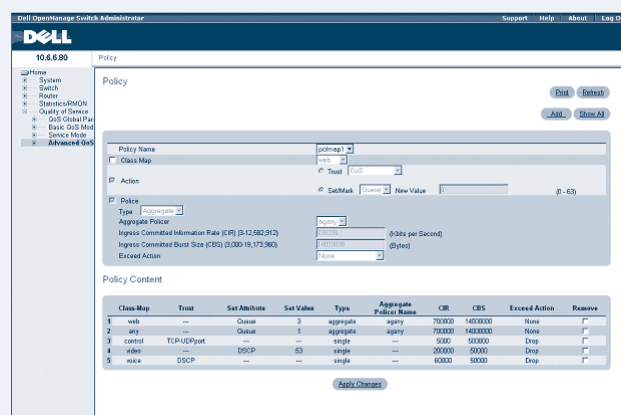 Dell OpenManage Switch Administrator
Support Help About Log O
DELL
10.6.6.80
Policy
Home
System
Switch
Router
Statistics/RMON
Quality of Service
QoS Global Par
Basic QoS Mod
Service Mode
Advanced QoS
Policy
Print Refresh
Add Show All
Policy Name polmap1
Class Map web
Action
Trust CoS
Set/Mark Queue New Value (0 - 63)
Police
Type Aggregate
Aggregate Policer agany
Ingress Committed Information Rate (CIR) (3-12,582,912) (Kbits per Second)
Ingress Committed Burst Size (CBS) (3,000-19,173,960) (Bytes)
Exceed Action None
Policy Content
Class-Map Trust Set Attribute Set Value Type Aggregate Policer Name CIR CBS Exceed Action Remove
1 web --- Queue 3 aggregate agany 700000 14000000 None
2 any --- Queue 1 aggregate agany 700000 14000000 None
3 control TCP-UDPport --- --- single --- 5000 500000 Drop
4 video --- DSCP 53 single --- 200000 50000 Drop
5 voice DSCP --- --- single --- 60000 50000 Drop
Apply Changes